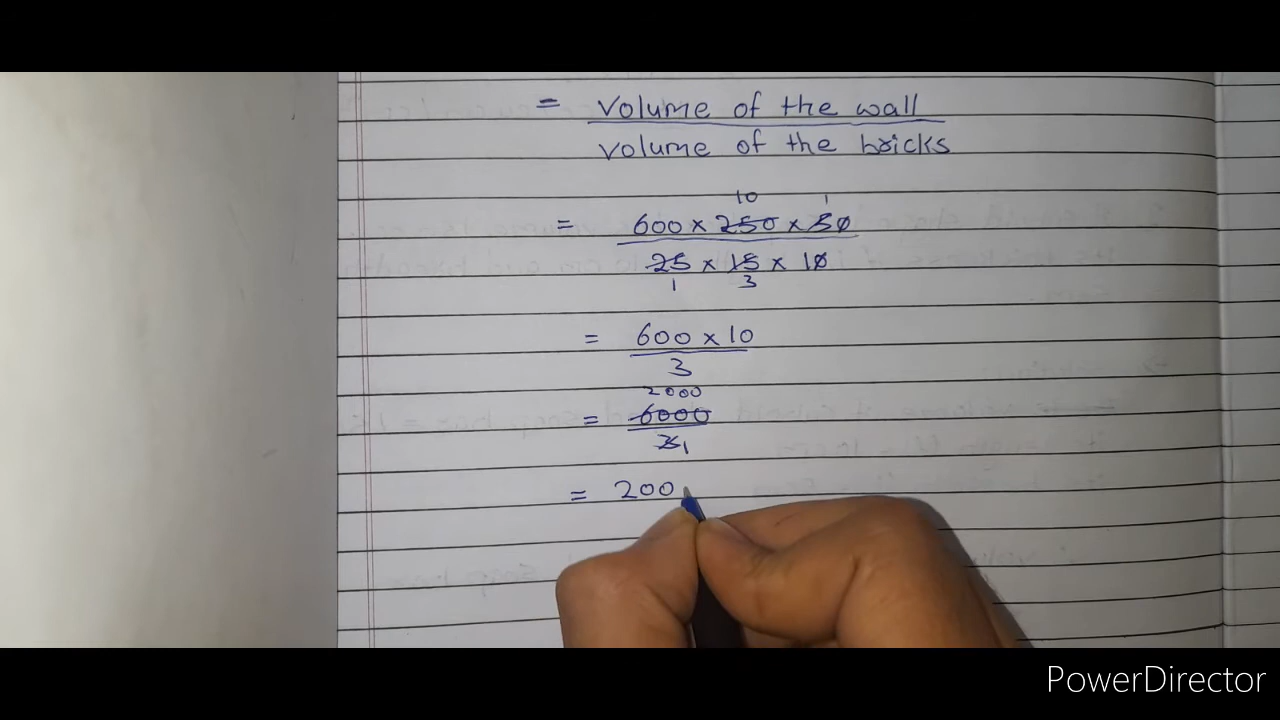 = Volume of the wall
volume of the bricks
10 1
= 600 × 250 × 50
25 × 15 × 10
1 3
= 600 × 10
3
2000
= 6000
3 1
= 200
PowerDirector